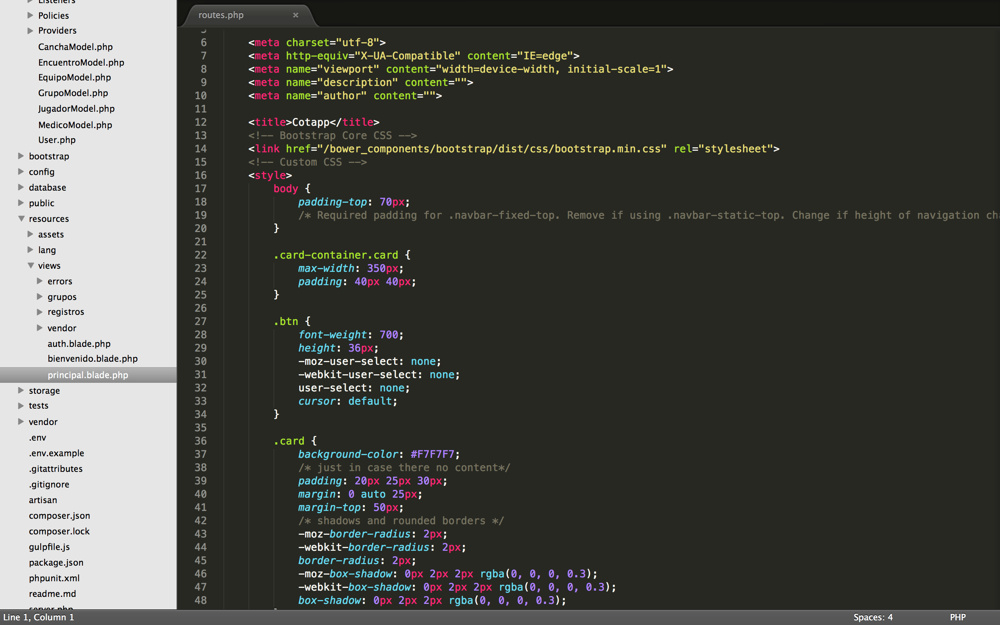 Listeners
Policies
Providers
CanchaModel.php
EncuentroModel.php
EquipoModel.php
GrupoModel.php
JugadorModel.php
MedicoModel.php
User.php
bootstrap
config
database
public
resources
assets
lang
views
errors
grupos
registros
vendor
auth.blade.php
bienvenido.blade.php
principal.blade.php
storage
tests
vendor
.env
.env.example
.gitattributes
.gitignore
artisan
composer.json
composer.lock
gulpfile.js
package.json
phpunit.xml
readme.md
server.php
routes.php ×
5
6 <meta charset="utf-8">
7 <meta http-equiv="X-UA-Compatible" content="IE=edge">
8 <meta name="viewport" content="width=device-width, initial-scale=1">
9 <meta name="description" content="">
10 <meta name="author" content="">
11
12 <title>Cotapp</title>
13 <!-- Bootstrap Core CSS -->
14 <link href="/bower_components/bootstrap/dist/css/bootstrap.min.css" rel="stylesheet">
15 <!-- Custom CSS -->
16 <style>
17 body {
18 padding-top: 70px;
19 /* Required padding for .navbar-fixed-top. Remove if using .navbar-static-top. Change if height of navigation
20 }
21
22 .card-container.card {
23 max-width: 350px;
24 padding: 40px 40px;
25 }
26
27 .btn {
28 font-weight: 700;
29 height: 36px;
30 -moz-user-select: none;
31 -webkit-user-select: none;
32 user-select: none;
33 cursor: default;
34 }
35
36 .card {
37 background-color: #F7F7F7;
38 /* just in case there no content*/
39 padding: 20px 25px 30px;
40 margin: 0 auto 25px;
41 margin-top: 50px;
42 /* shadows and rounded borders */
43 -moz-border-radius: 2px;
44 -webkit-border-radius: 2px;
45 border-radius: 2px;
46 -moz-box-shadow: 0px 2px 2px rgba(0, 0, 0, 0.3);
47 -webkit-box-shadow: 0px 2px 2px rgba(0, 0, 0, 0.3);
48 box-shadow: 0px 2px 2px rgba(0, 0, 0, 0.3);
Line 1, Column 1
Spaces: 4
PHP